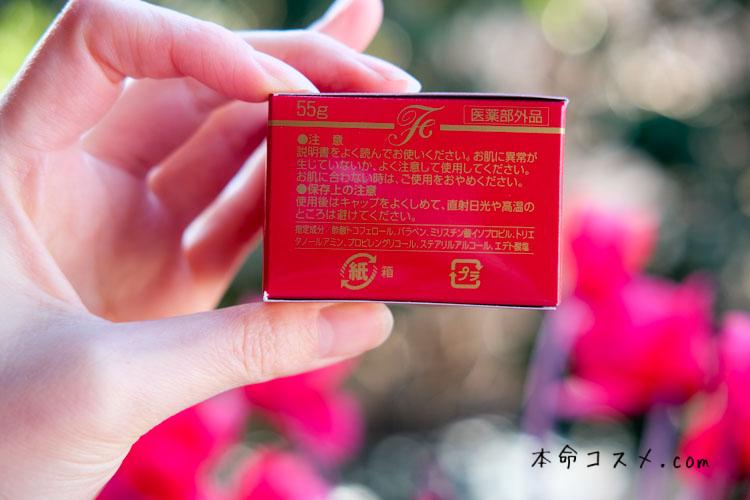 55g
医薬部外品
●注 意
説明書をよく読んでお使いください。お肌に異常が
生じていないか、よく注意して使用してください。
お肌に合わない時は、ご使用をおやめください。
●保存上の注意
使用後はキャップをよくしめて、直射日光や高温の
ところは避けてください。
指定成分/酢酸トコフェロール、パラベン、ミリスチン酸イソプロピル、トリエ
タノールアミン、プロピレングリコール、ステアリルアルコール、エデト酸塩
紙 箱
プラ
本命コスメ.com